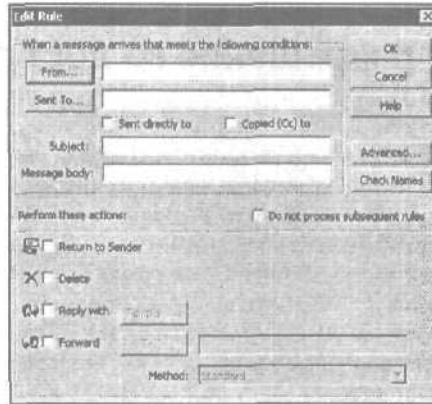 Edit Rule
When a message arrives that meets the following conditions:
From...
OK
Sent To...
Cancel
Help
Sent directly to Copied (Cc) to
Subject:
Advanced...
Message body:
Check Names
Perform these actions: Do not process subsequent rules
Return to Sender
Delete
Reply with
Forward
Method: Standard